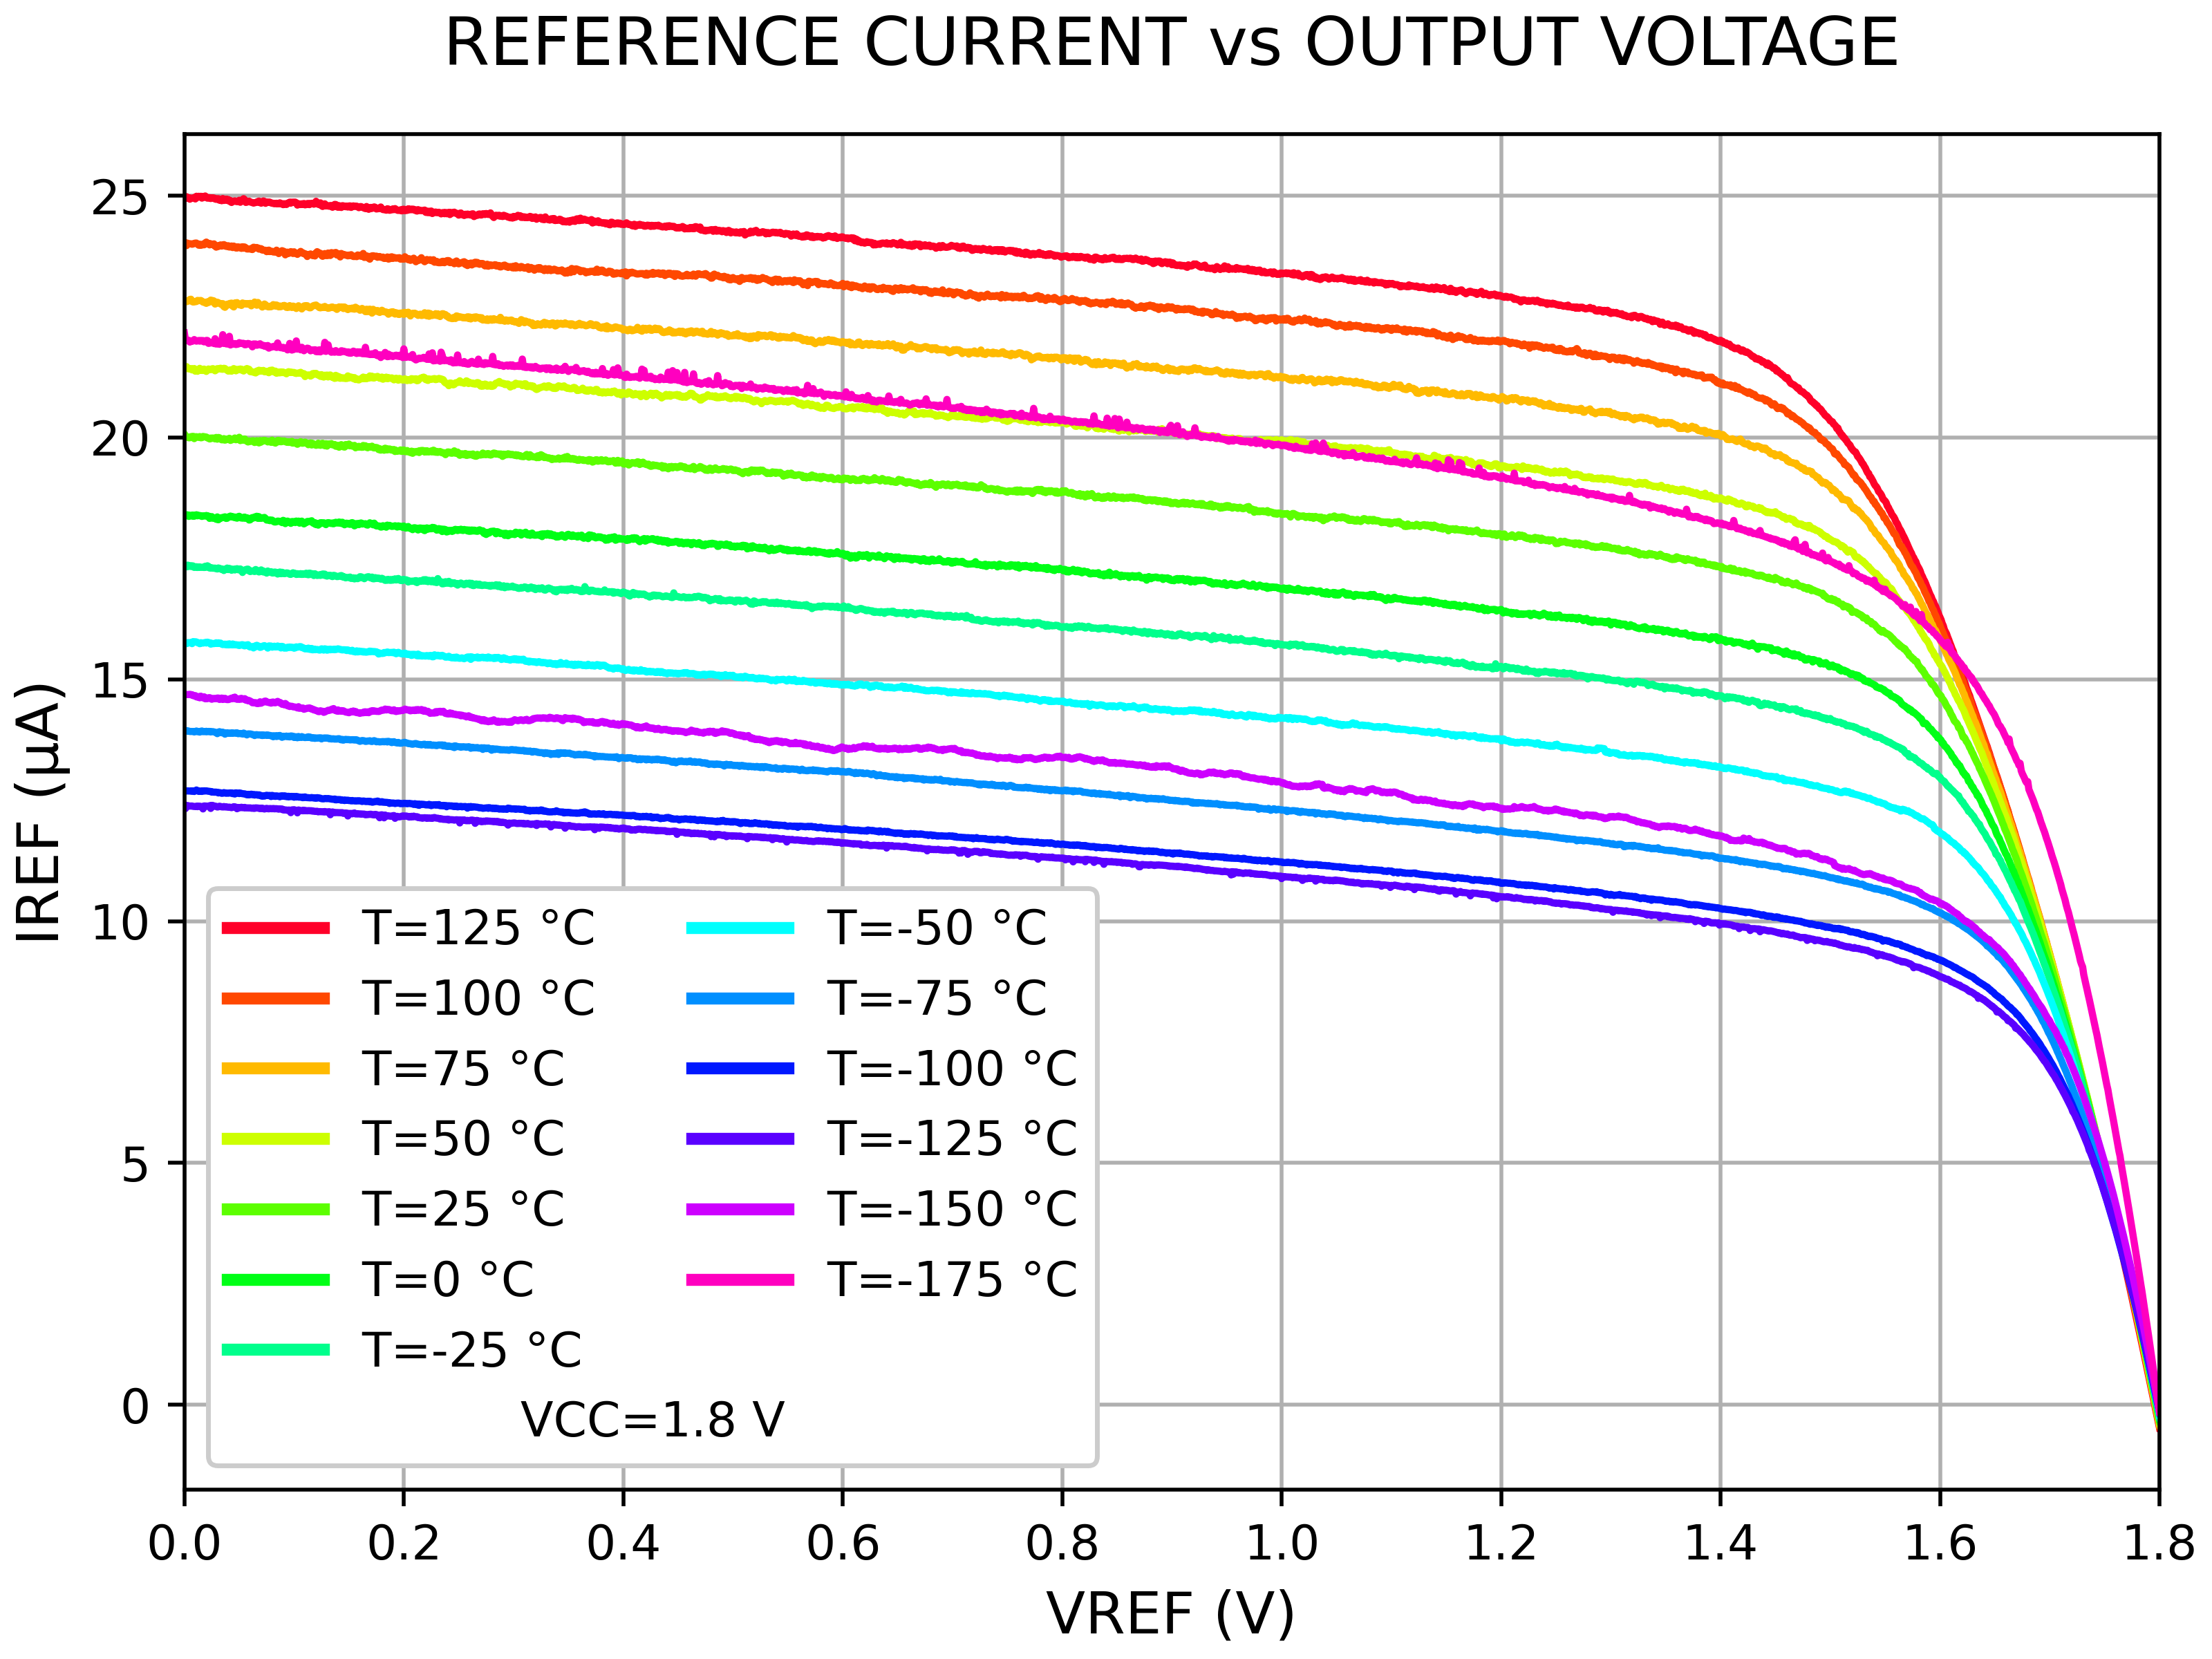 REFERENCE CURRENT vs OUTPUT VOLTAGE
IREF (µA)
25
20
15
10
5
0
T=125 °C
T=100 °C
T=75 °C
T=50 °C
T=25 °C
T=0 °C
T=-25 °C
T=-50 °C
T=-75 °C
T=-100 °C
T=-125 °C
T=-150 °C
T=-175 °C
VCC=1.8 V
0.0 0.2 0.4 0.6 0.8 1.0 1.2 1.4 1.6 1.8
VREF (V)